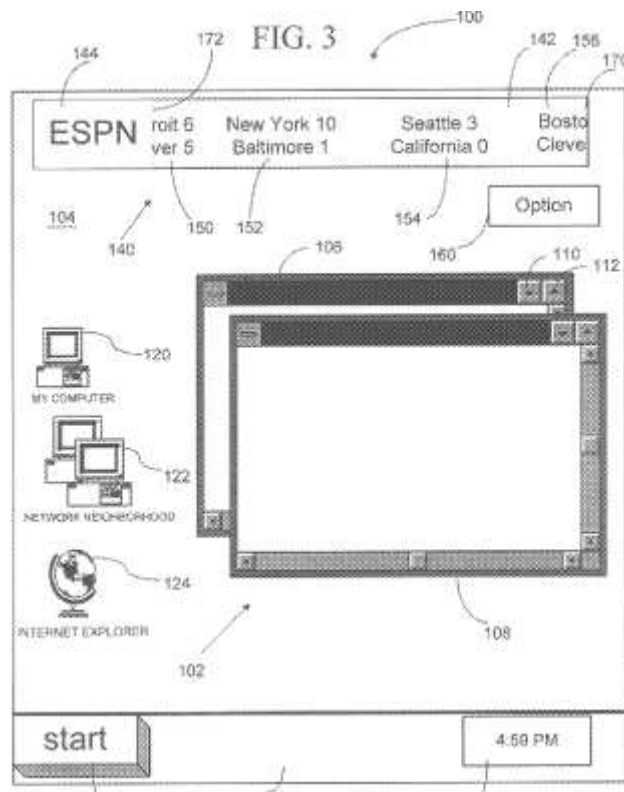 FIG. 3
100
144
172
142
156
170
ESPN
roit 6
ver 5
New York 10
Baltimore 1
Seattle 3
California 0
Bosto
Cleve
104
140
150
152
154
160
Option
106
110
112
120
MY COMPUTER
122
NETWORK NEIGHBORHOOD
124
INTERNET EXPLORER
102
108
start
4:59 PM